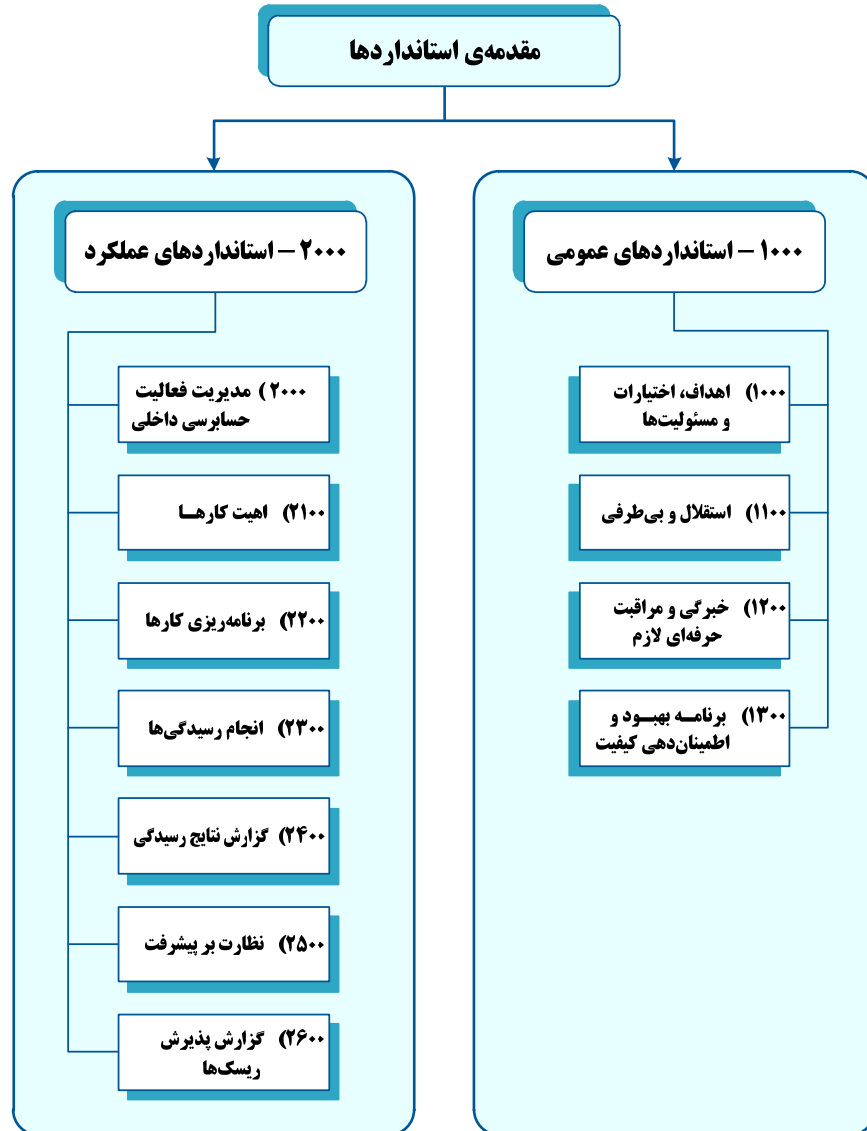 مقدمه‌ی استانداردها
۱۰۰۰ – استانداردهای عمومی
۱۰۰۰) اهداف، اختیارات
و مسئولیت‌ها
۱۱۰۰) استقلال و بی‌طرفی
۱۲۰۰) خبرگی و مراقبت
حرفه‌ای لازم
۱۳۰۰) برنامـه بهبـود و
اطمینان‌دهی کیفیت
۲۰۰۰ – استانداردهای عملکرد
۲۰۰۰) مدیریت فعالیت
حسابرسی داخلی
۲۱۰۰) اهیت کارهـا
۲۲۰۰) برنامه‌ریزی کارها
۲۳۰۰) انجام رسیدگی‌ها
۲۴۰۰) گزارش نتایج رسیدگی
۲۵۰۰) نظارت بر پیشرفت
۲۶۰۰) گزارش پذیرش
ریسک‌ها